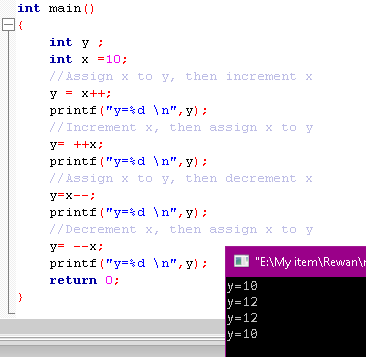 int main()
{
int y ;
int x =10;
//Assign x to y, then increment x
y = x++;
printf("y=%d \n",y);
//Increment x, then assign x to y
y= ++x;
printf("y=%d \n",y);
//Assign x to y, then decrement x
y=x--;
printf("y=%d \n",y);
//Decrement x, then assign x to y
y= --x;
printf("y=%d \n",y);
return 0;
}
"E:\My item\Rewan\
y=10
y=12
y=12
y=10